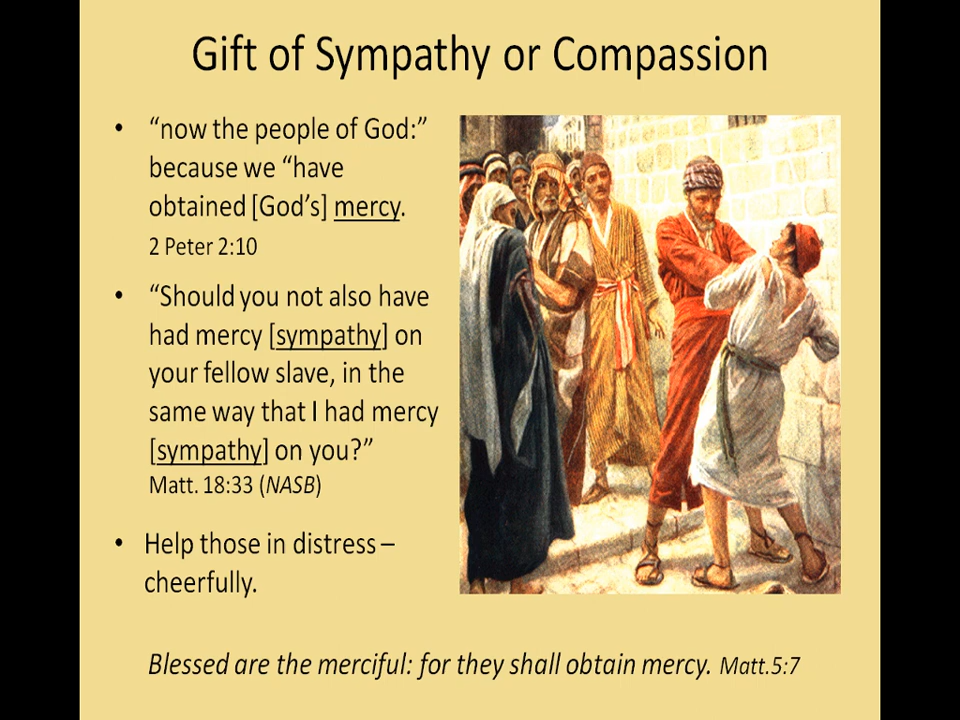 Gift of Sympathy or Compassion
• “now the people of God:”
because we “have
obtained [God’s] mercy.
2 Peter 2:10
• “Should you not also have
had mercy [sympathy] on
your fellow slave, in the
same way that I had mercy
[sympathy] on you?”
Matt. 18:33 (NASB)
• Help those in distress –
cheerfully.
Blessed are the merciful: for they shall obtain mercy. Matt.5:7